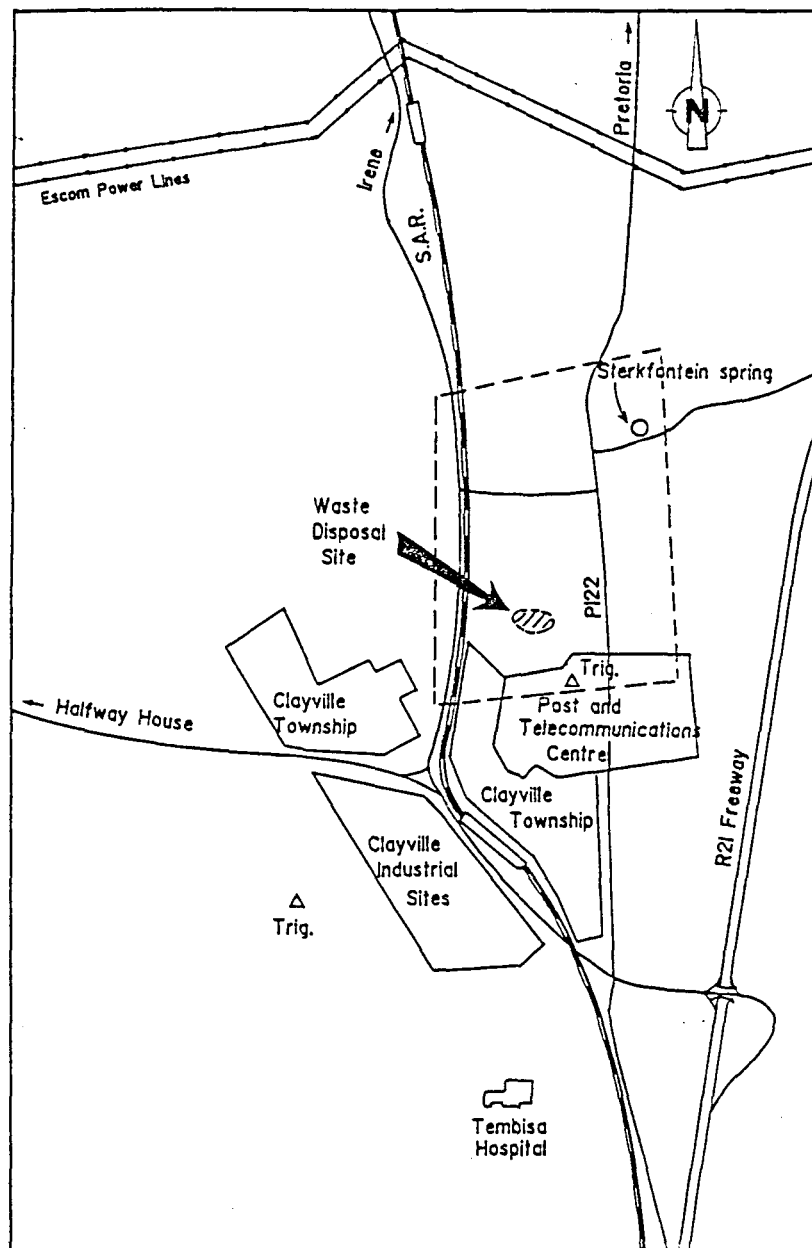 Pretoria
N
Irene
Escom Power Lines
S.A.R.
Sterkfontein spring
Waste
Disposal
Site
P122
Trig.
Halfway House
Clayville
Township
Post and
Telecommunications
Centre
Clayville
Township
R21 Freeway
Clayville
Industrial
Sites
Trig.
Tembisa
Hospital